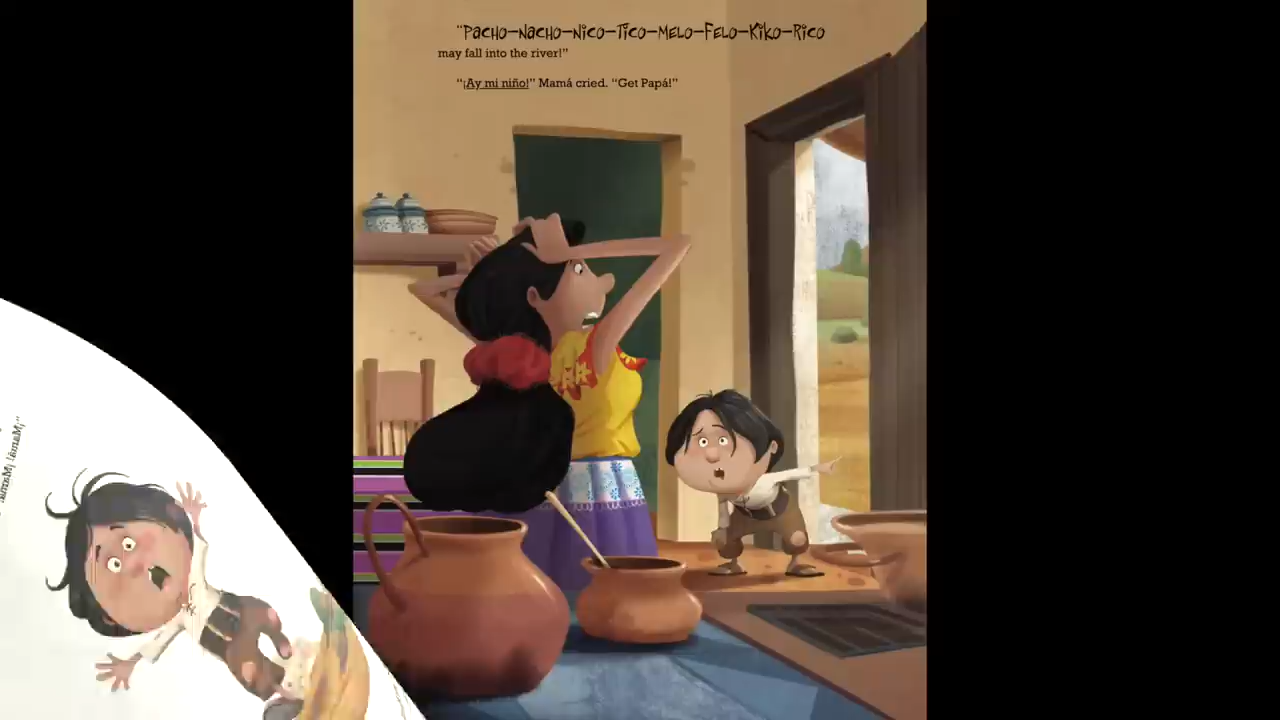 “Pacho-Nacho-Nico-Tico-Melo-Felo-Kiko-Rico
may fall into the river!”
“¡Ay mi niño!” Mamá cried. “Get Papá!”
¡Mamá!”